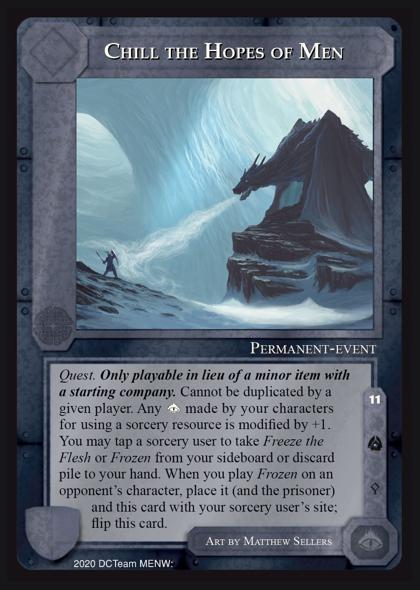 CHILL THE HOPES OF MEN
PERMANENT-EVENT
Quest. Only playable in lieu of a minor item with
a starting company. Cannot be duplicated by a
given player. Any made by your characters
for using a sorcery resource is modified by +1.
You may tap a sorcery user to take Freeze the
Flesh or Frozen from your sideboard or discard
pile to your hand. When you play Frozen on an
opponent's character, place it (and the prisoner)
and this card with your sorcery user's site;
flip this card.
11
ART BY MATTHEW SELLERS
2020 DCTeam MENW: